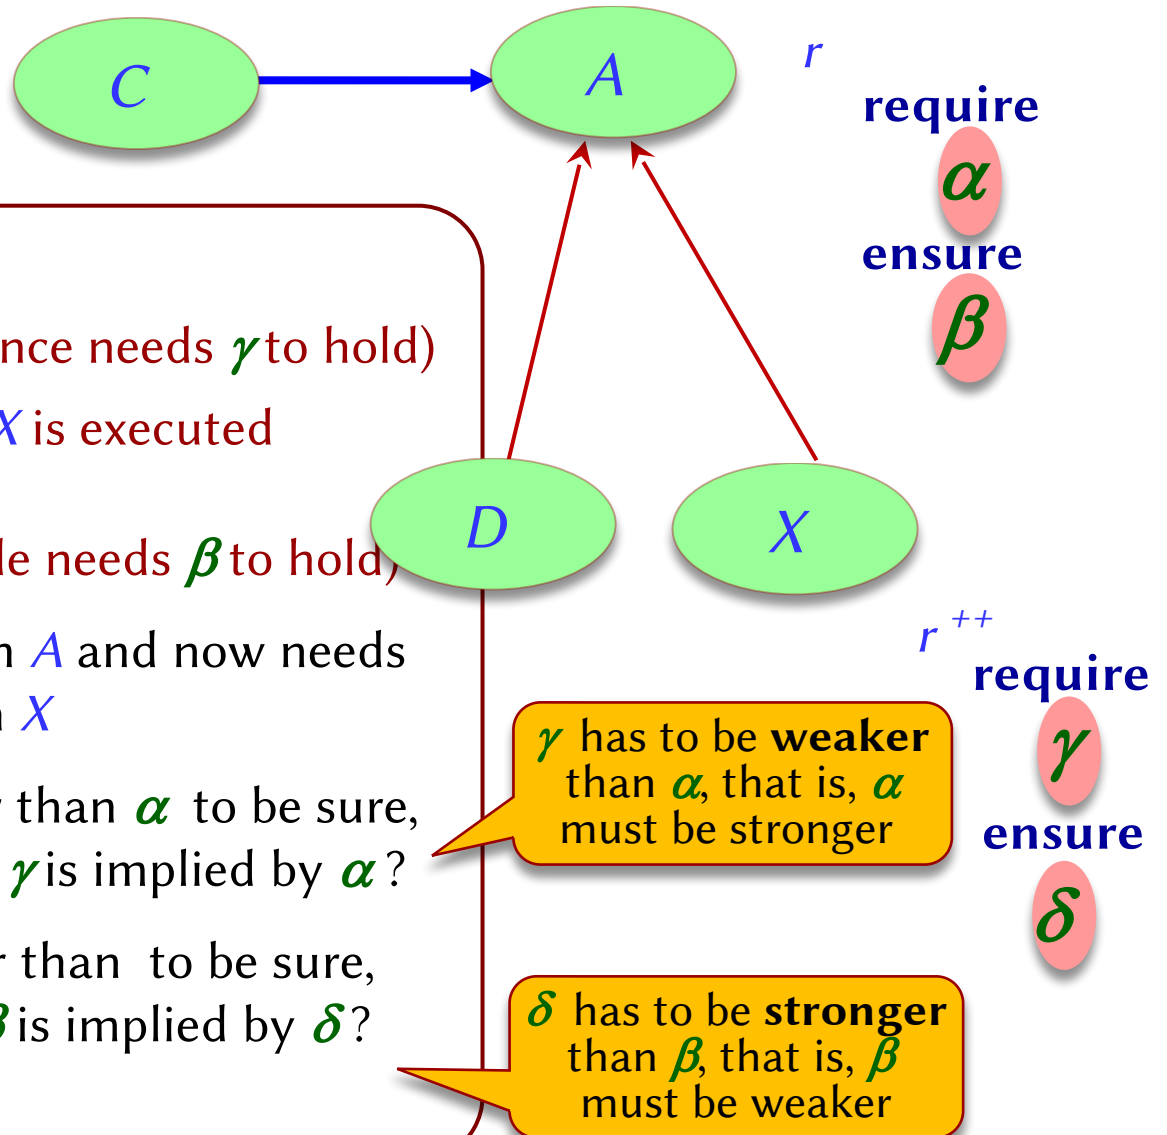 C
A
r
require
α
ensure
β
nce needs γ to hold)
X is executed
D
X
le needs β to hold)
r ++
n A and now needs
X
require
γ
γ has to be weaker
than α, that is, α
must be stronger
r than α to be sure,
γ is implied by α ?
ensure
δ
r than to be sure,
β is implied by δ ?
δ has to be stronger
than β, that is, β
must be weaker